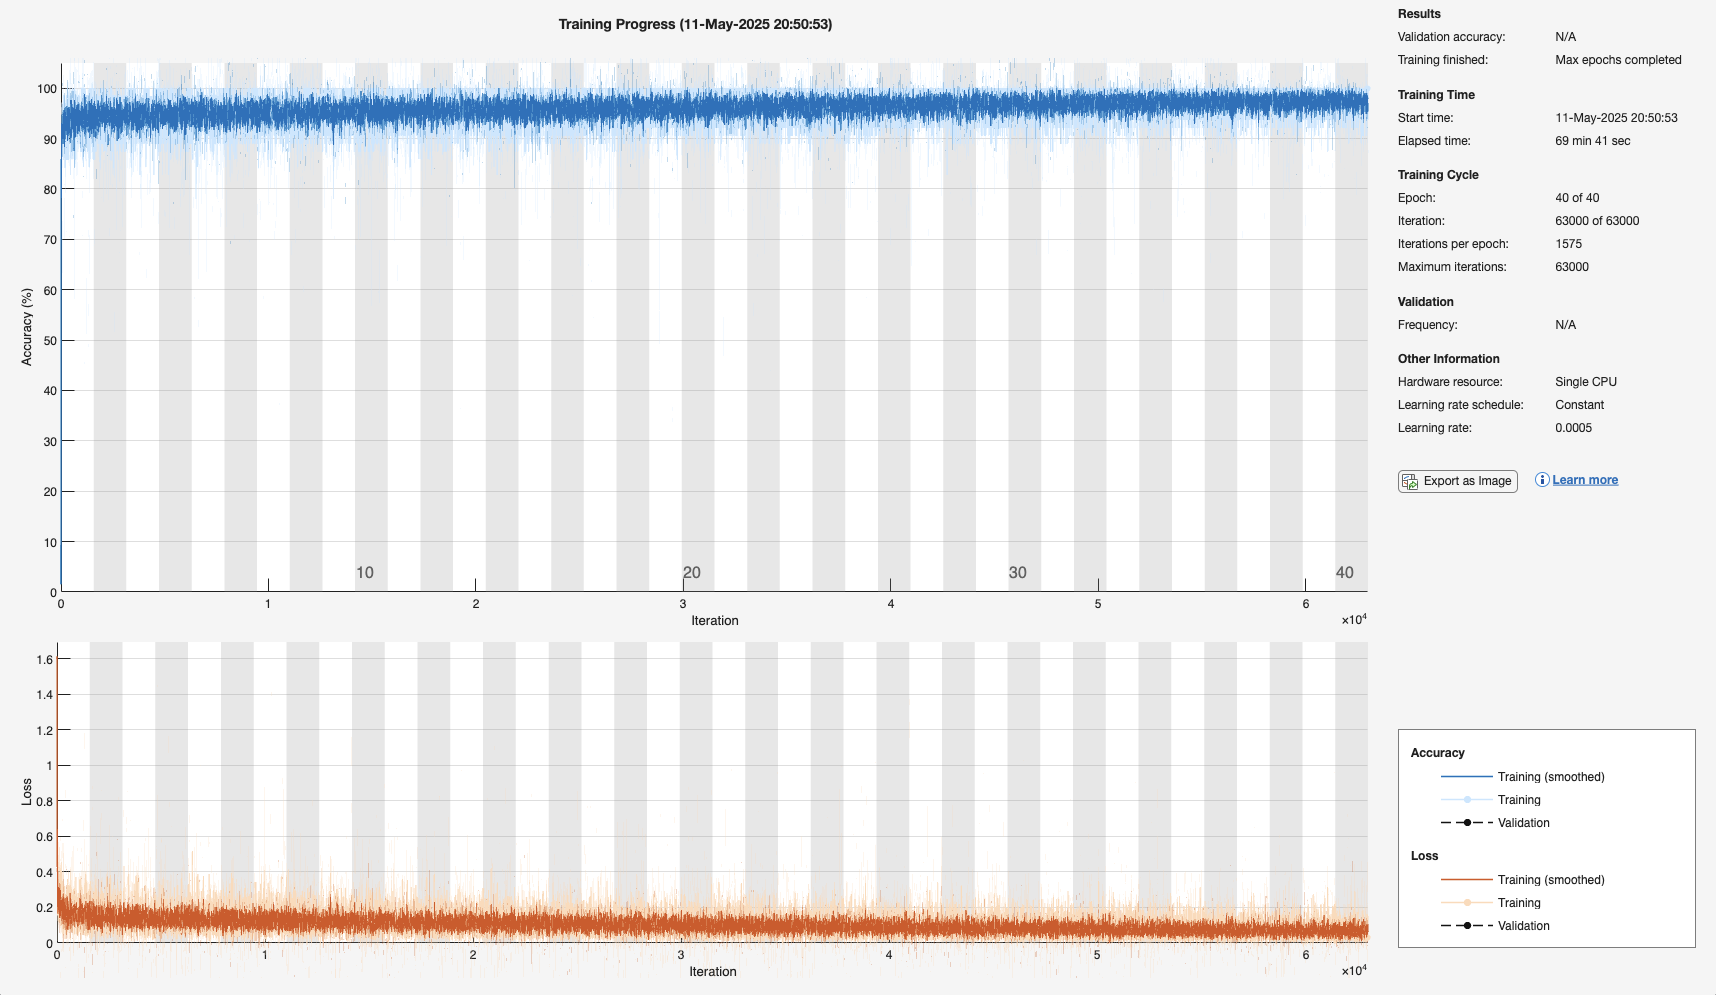 Training Progress (11-May-2025 20:50:53)
Accuracy (%)
100
90
80
70
60
50
40
30
20
10
0
10
20
30
40
0
1
2
3
4
5
6
×10⁴
Iteration
Loss
1.6
1.4
1.2
1
0.8
0.6
0.4
0.2
0
0
1
2
3
4
5
6
×10⁴
Iteration
Results
Validation accuracy: N/A
Training finished: Max epochs completed
Training Time
Start time: 11-May-2025 20:50:53
Elapsed time: 69 min 41 sec
Training Cycle
Epoch: 40 of 40
Iteration: 63000 of 63000
Iterations per epoch: 1575
Maximum iterations: 63000
Validation
Frequency: N/A
Other Information
Hardware resource: Single CPU
Learning rate schedule: Constant
Learning rate: 0.0005
Export as Image
Learn more
Accuracy
Training (smoothed)
Training
Validation
Loss
Training (smoothed)
Training
Validation